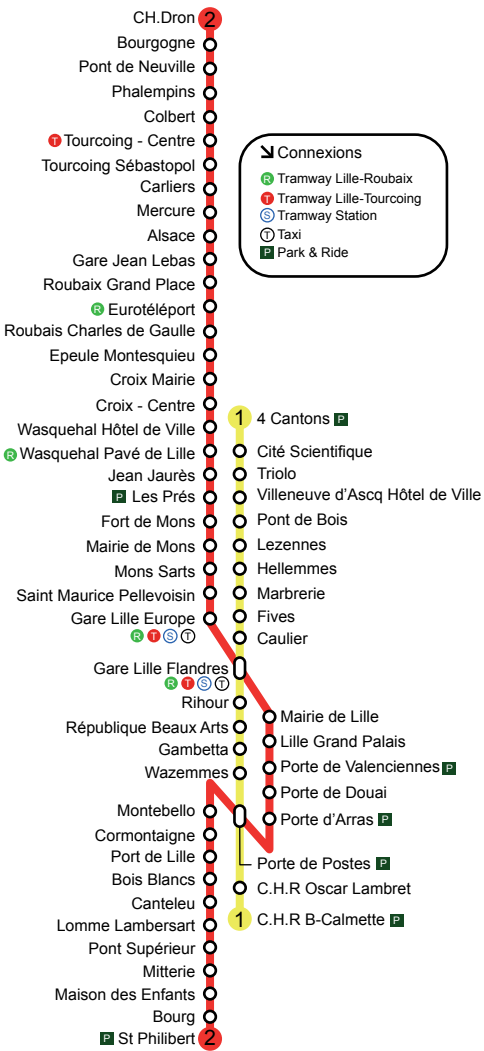 CH.Dron 2
Bourgogne
Pont de Neuville
Phalempins
Colbert
T Tourcoing - Centre
Tourcoing Sébastopol
Carliers
Mercure
Alsace
Gare Jean Lebas
Roubaix Grand Place
R Eurotéléport
Roubais Charles de Gaulle
Epeule Montesquieu
Croix Mairie
Croix - Centre
Wasquehal Hôtel de Ville
R Wasquehal Pavé de Lille
Jean Jaurès
P Les Prés
Fort de Mons
Mairie de Mons
Mons Sarts
Saint Maurice Pellevoisin
Gare Lille Europe
R T S T
Gare Lille Flandres
R T S T
Rihour
République Beaux Arts
Gambetta
Wazemmes
Montebello
Cormontaigne
Port de Lille
Bois Blancs
Canteleu
Lomme Lambersart
Pont Supérieur
Mitterie
Maison des Enfants
Bourg
P St Philibert 2
Connexions
R Tramway Lille-Roubaix
T Tramway Lille-Tourcoing
S Tramway Station
T Taxi
P Park & Ride
1 4 Cantons P
Cité Scientifique
Triolo
Villeneuve d'Ascq Hôtel de Ville
Pont de Bois
Lezennes
Hellemmes
Marbrerie
Fives
Caulier
Mairie de Lille
Lille Grand Palais
Porte de Valenciennes P
Porte de Douai
Porte d'Arras P
Porte de Postes P
C.H.R Oscar Lambret
1 C.H.R B-Calmette P